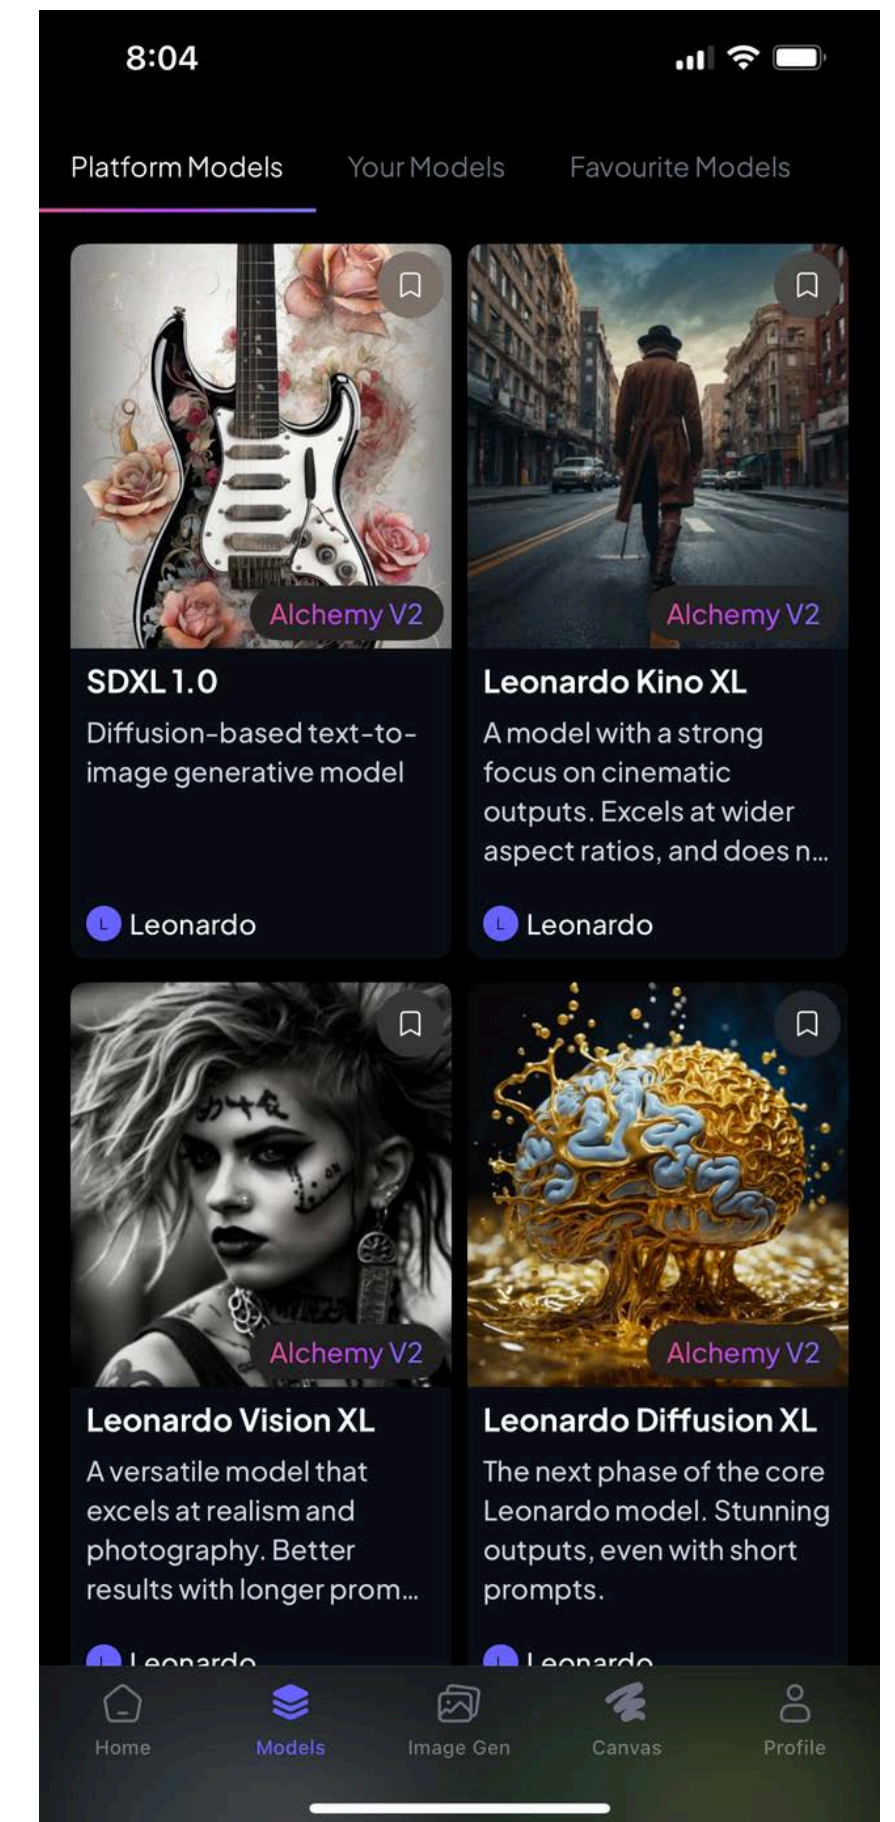 8:04
Platform Models
Your Models
Favourite Models
Alchemy V2
SDXL 1.0
Diffusion-based text-to-
image generative model
L Leonardo
Alchemy V2
Leonardo Kino XL
A model with a strong
focus on cinematic
outputs. Excels at wider
aspect ratios, and does n...
L Leonardo
Alchemy V2
Leonardo Vision XL
A versatile model that
excels at realism and
photography. Better
results with longer prom...
L Leonardo
Alchemy V2
Leonardo Diffusion XL
The next phase of the core
Leonardo model. Stunning
outputs, even with short
prompts.
L Leonardo
Home
Models
Image Gen
Canvas
Profile